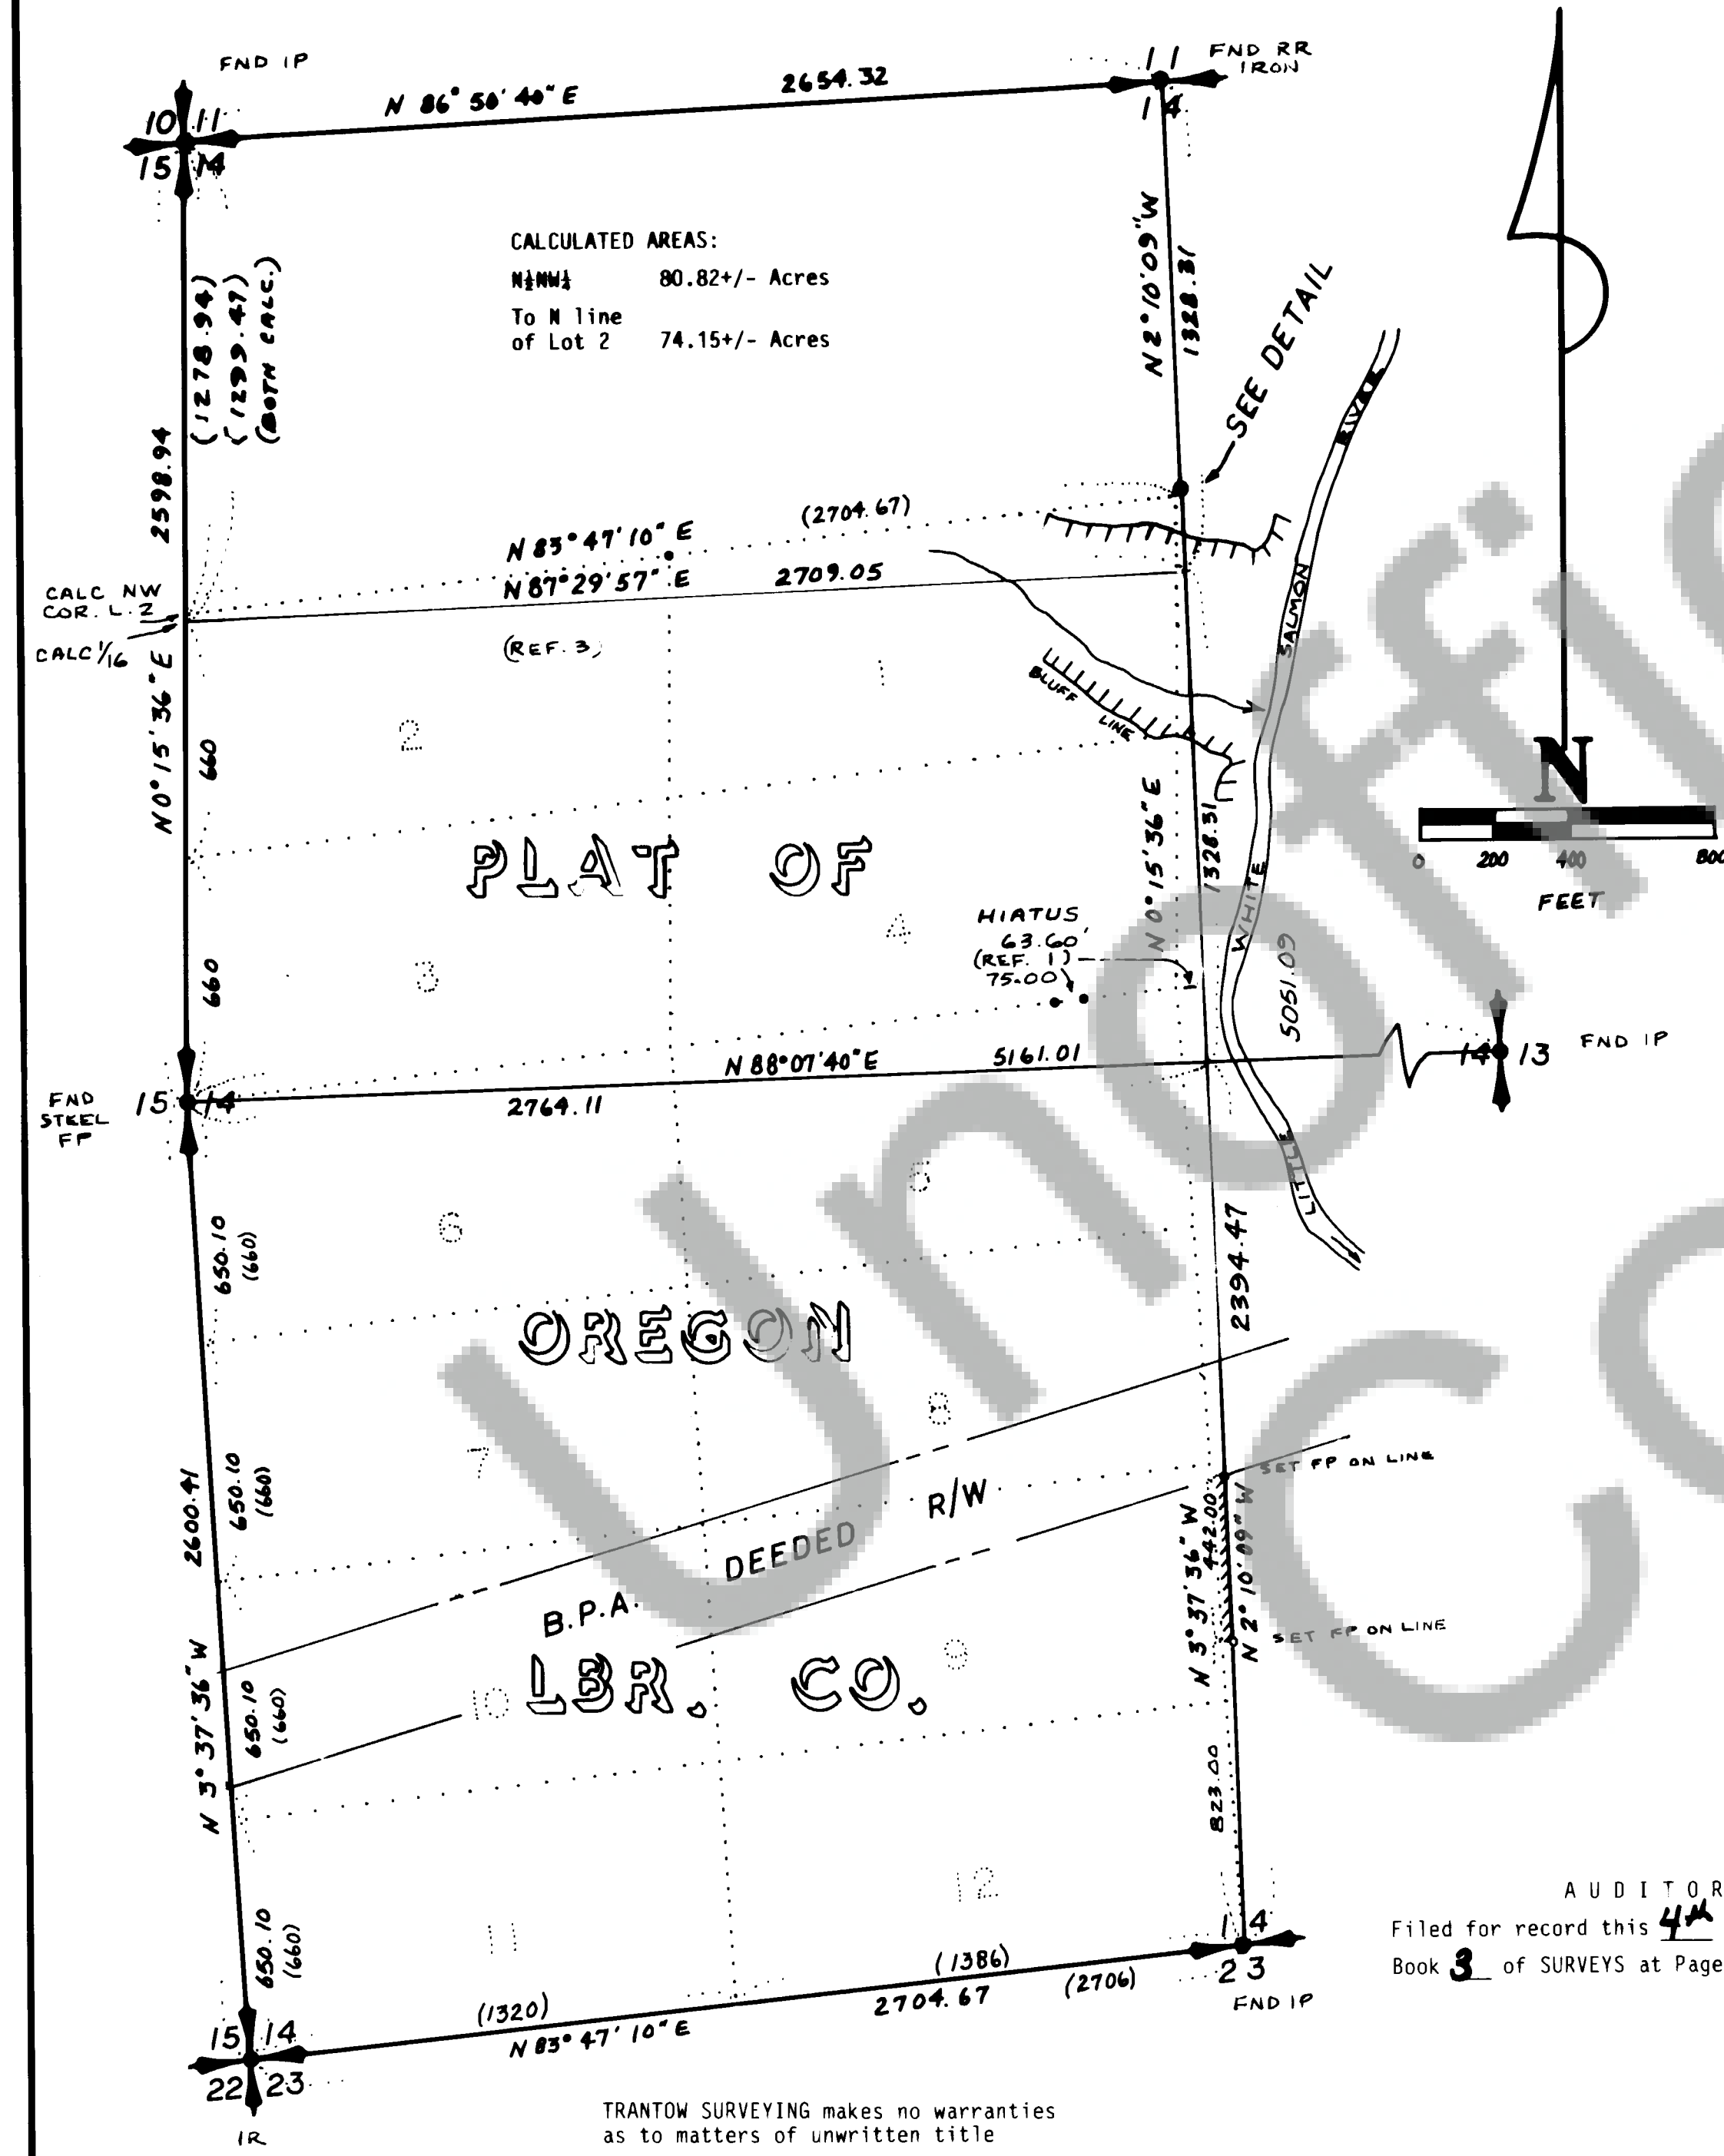 FND IP
N 86° 50' 40" E
2654.32
11
FND RR
IRON
10 11
15 14
14
CALCULATED AREAS:
N½NW¼ 80.82+/- Acres
To N line
of Lot 2 74.15+/- Acres
(1278.94)
(1299.47)
(BOTH CALC.)
2598.94
N 2° 10' 09" W
1328.31
SEE DETAIL
RIVER
SALMON
WHITE
LITTLE
N 83° 47' 10" E
(2704.67)
N 87° 29' 57" E
2709.05
CALC NW
COR. L. 2
CALC 1/16
(REF. 3)
N 0° 15' 36" E
1
2
BLUFF
LINE
660
N 0° 15' 36" E
1328.31
N
0 200 400 800
FEET
PLAT OF
4
3
HIATUS
63.60'
(REF. 1)
75.00
660
5051.09
FND
STEEL
FP
15 14
N 88° 07' 40" E
5161.01
2764.11
14 13
FND IP
650.10
(660)
6
5
2394.47
OREGON
8
7
650.10
(660)
2600.41
SET FP ON LINE
R/W
DEEDED
B.P.A.
442.00
N 3° 37' 36" W
N 2° 10' 09" W
SET FP ON LINE
N 3° 37' 36" W
650.10
(660)
10
LBR. CO.
9
823.00
12
11
650.10
(660)
14
23
FND IP
(1320)
(1386)
(2706)
2704.67
N 83° 47' 10" E
15 14
22 23
IR
AUDITOR
Filed for record this 4th
Book 3 of SURVEYS at Page
TRANTOW SURVEYING makes no warranties
as to matters of unwritten title
Unoffic
Co